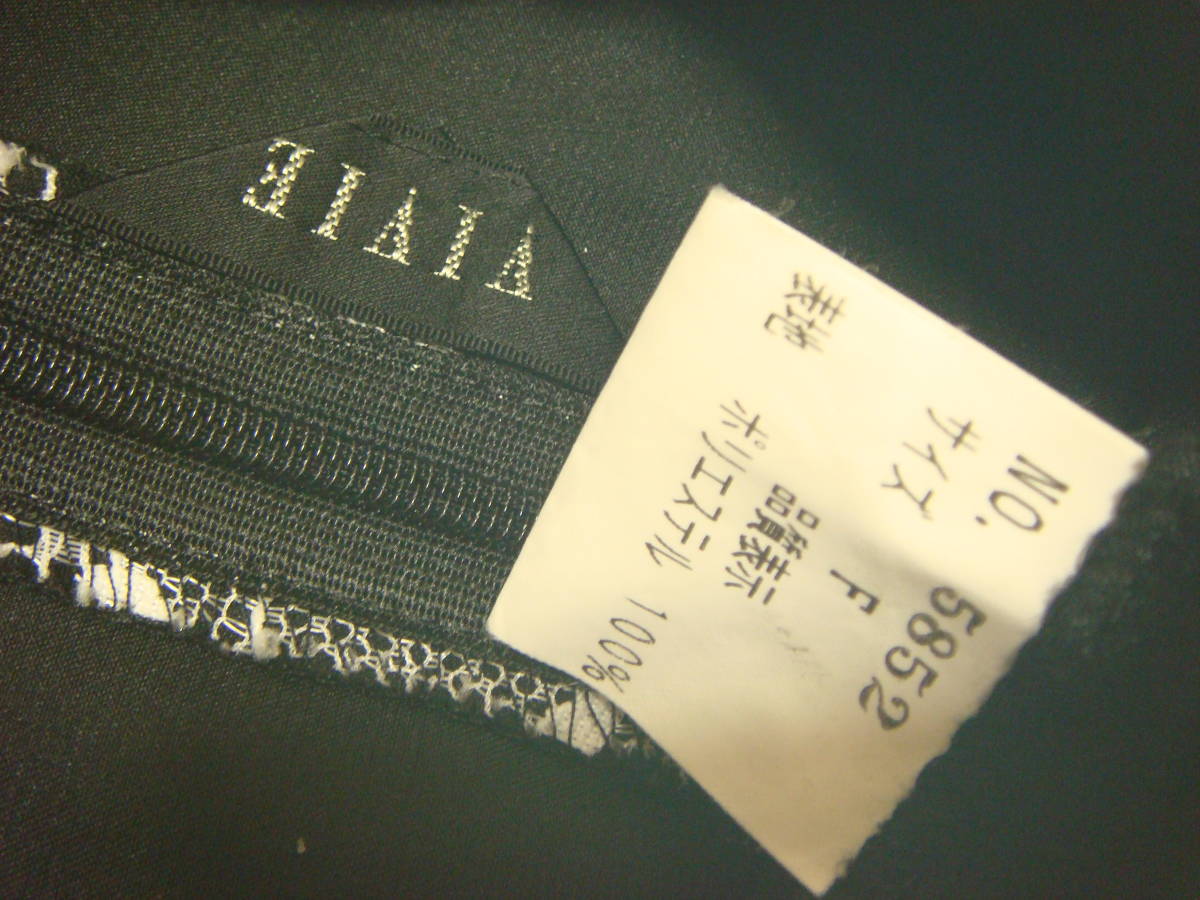 VIVIE
NO. 5852
サイズ F
品質表示
表地 ポリエステル 100%